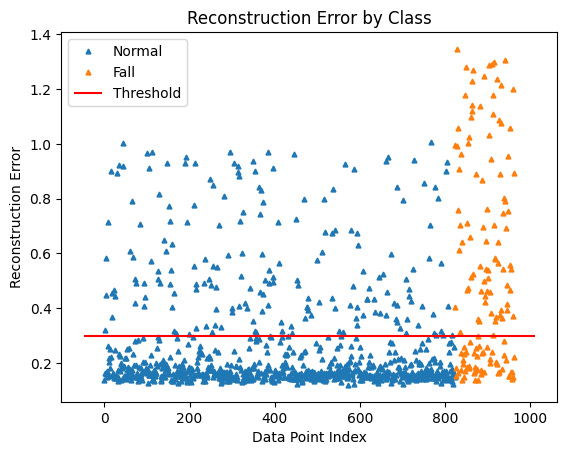 Reconstruction Error by Class
Normal
Fall
Threshold
Reconstruction Error
1.4
1.2
1.0
0.8
0.6
0.4
0.2
0
200
400
600
800
1000
Data Point Index